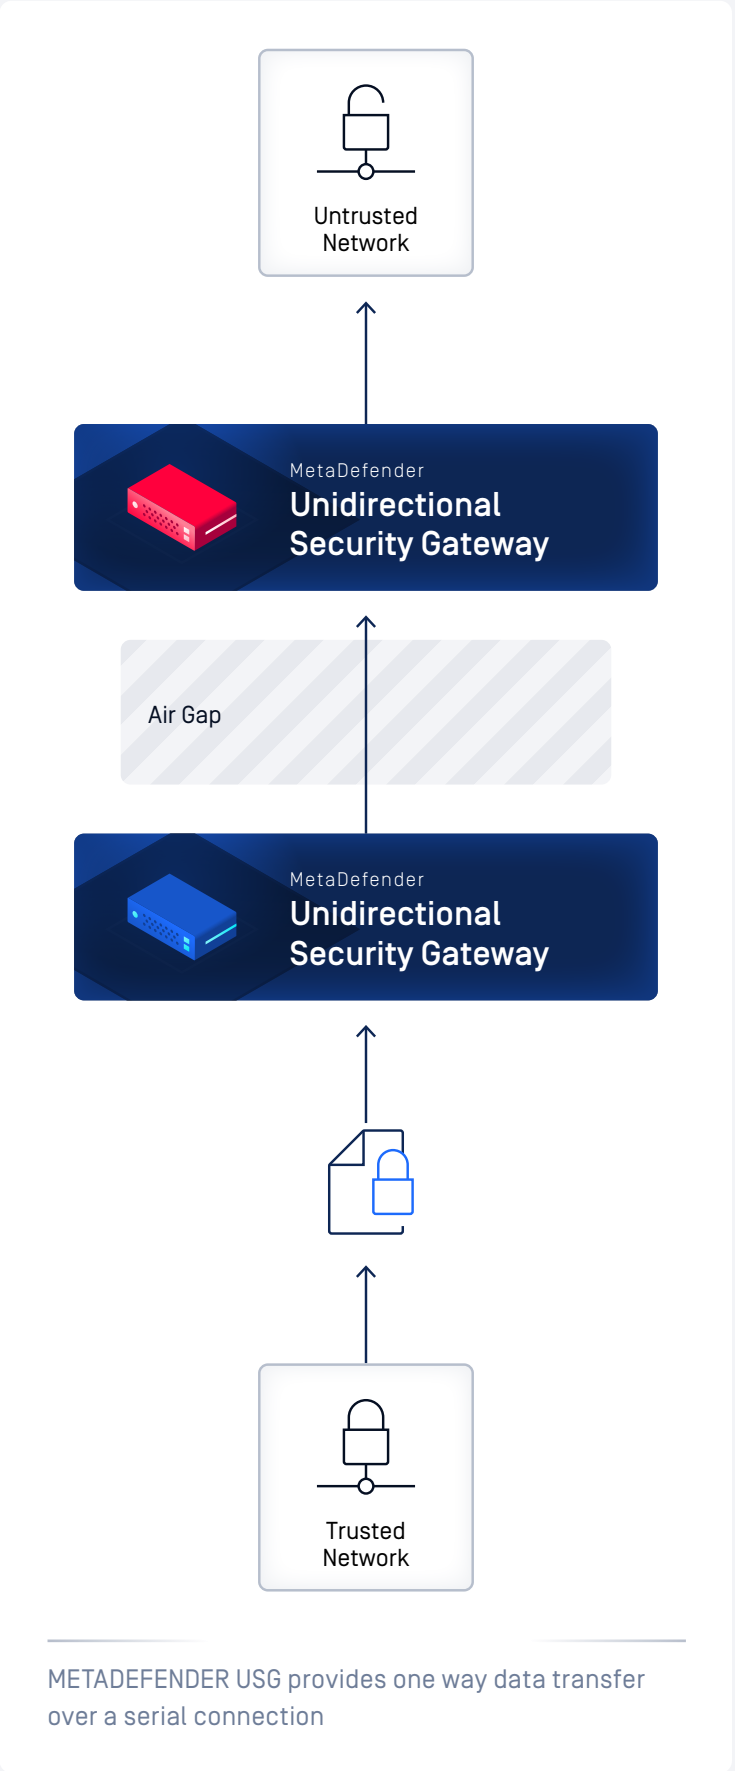 Untrusted
Network
MetaDefender
Unidirectional
Security Gateway
Air Gap
MetaDefender
Unidirectional
Security Gateway
Trusted
Network
METADEFENDER USG provides one way data transfer
over a serial connection